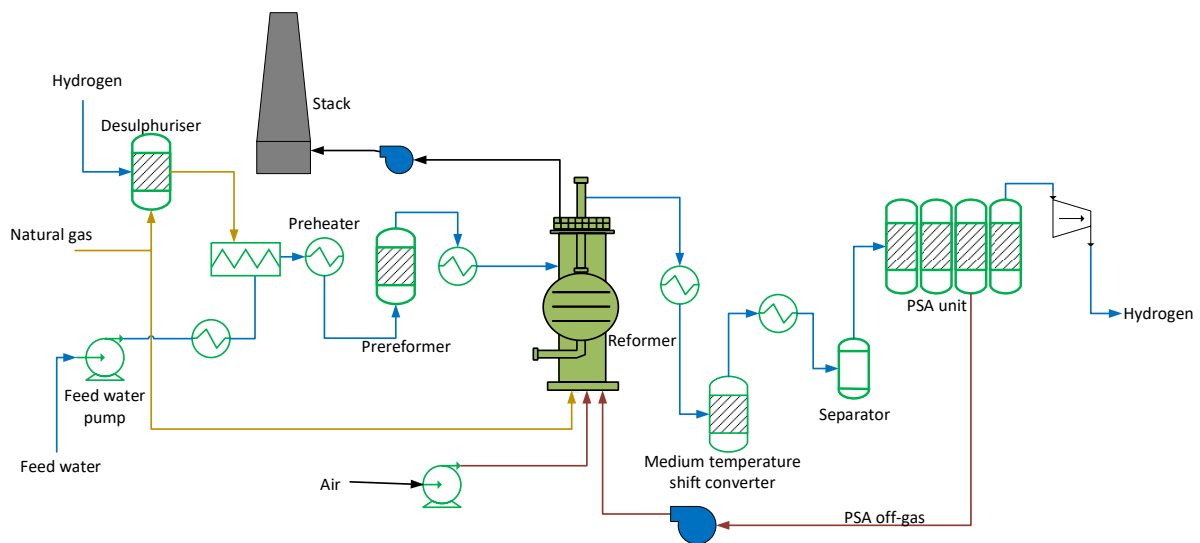 Hydrogen
Stack
Desulphuriser
Natural gas
Preheater
Prereformer
Reformer
PSA unit
Hydrogen
Feed water
pump
Feed water
Separator
Medium temperature
shift converter
Air
PSA off-gas